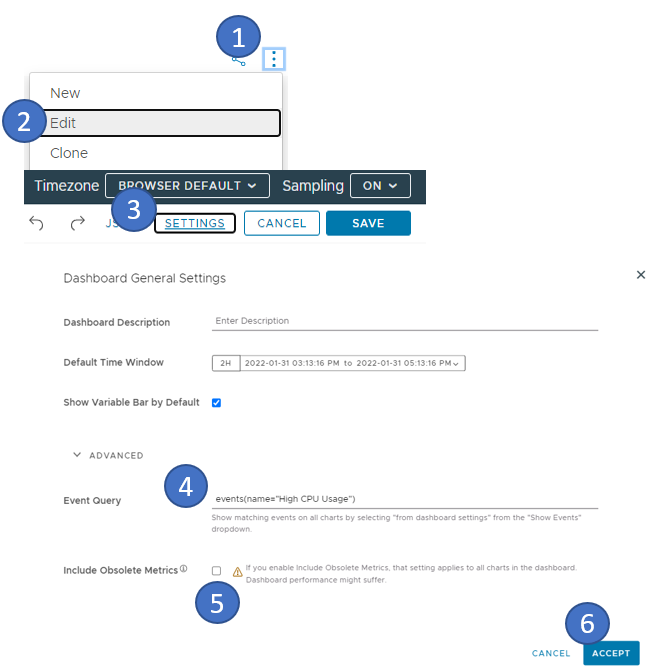 1
New
2
Edit
Clone
Timezone BROWSER DEFAULT Sampling ON
3
SETTINGS CANCEL SAVE
Dashboard General Settings
Dashboard Description Enter Description
Default Time Window 2H 2022-01-31 03:13:16 PM to 2022-01-31 05:13:16 PM
Show Variable Bar by Default
ADVANCED
4
Event Query events(name="High CPU Usage")
Show matching events on all charts by selecting "from dashboard settings" from the "Show Events"
dropdown.
Include Obsolete Metrics If you enable Include Obsolete Metrics, that setting applies to all charts in the dashboard.
Dashboard performance might suffer.
5
6
CANCEL ACCEPT